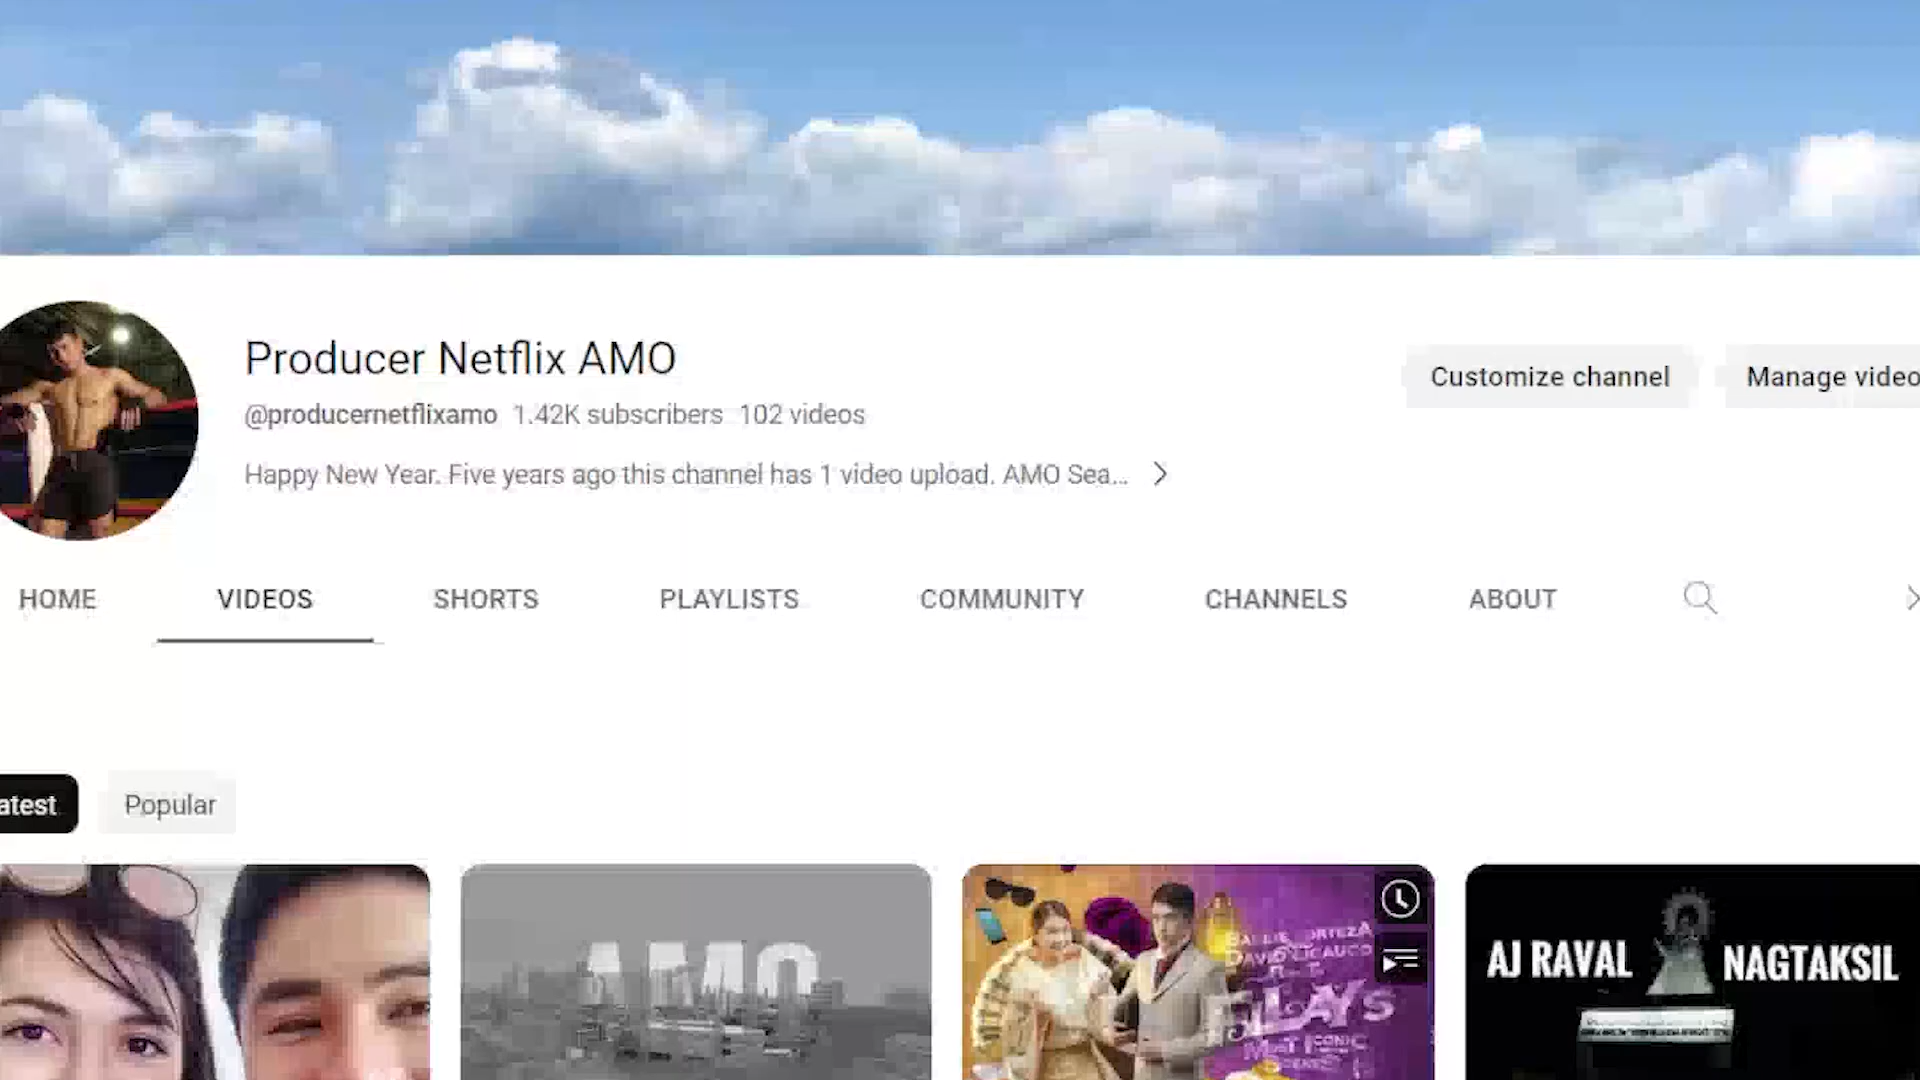 Producer Netflix AMO
@producernetflixamo 1.42K subscribers 102 videos
Customize channel
Manage video
Happy New Year. Five years ago this channel has 1 video upload. AMO Sea...
HOME VIDEOS SHORTS PLAYLISTS COMMUNITY CHANNELS ABOUT
atest Popular
AMO
DAVID LICAUCO
AJ RAVAL NAGTAKSIL